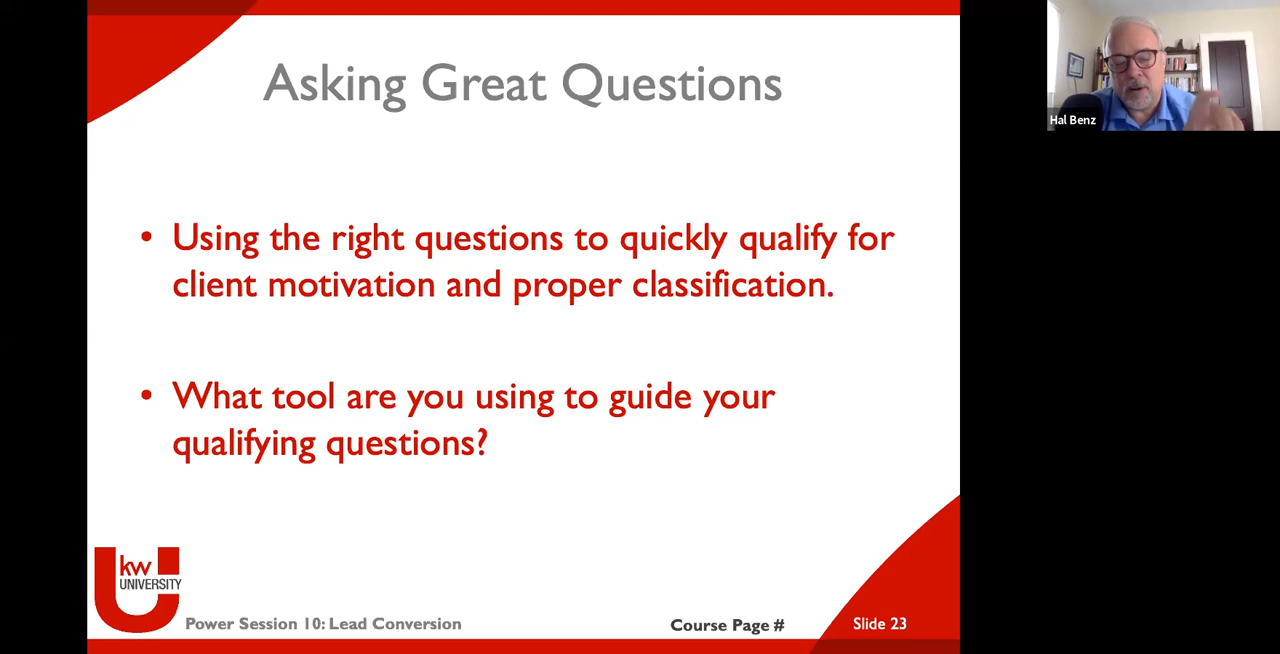 Asking Great Questions
Hal Benz
• Using the right questions to quickly qualify for
client motivation and proper classification.
• What tool are you using to guide your
qualifying questions?
kw
UNIVERSITY
Power Session 10: Lead Conversion
Course Page #
Slide 23